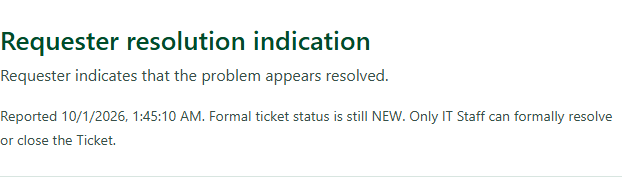 Requester resolution indication
Requester indicates that the problem appears resolved.
Reported 10/1/2026, 1:45:10 AM. Formal ticket status is still NEW. Only IT Staff can formally resolve
or close the Ticket.